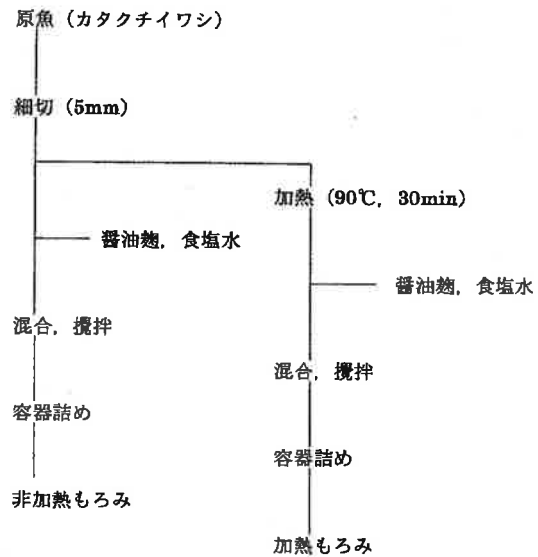 原魚（カタクチイワシ）
細切（5mm）
加熱（90℃，30min）
醤油麹，食塩水
醤油麹，食塩水
混合，攪拌
混合，攪拌
容器詰め
容器詰め
非加熱もろみ
加熱もろみ